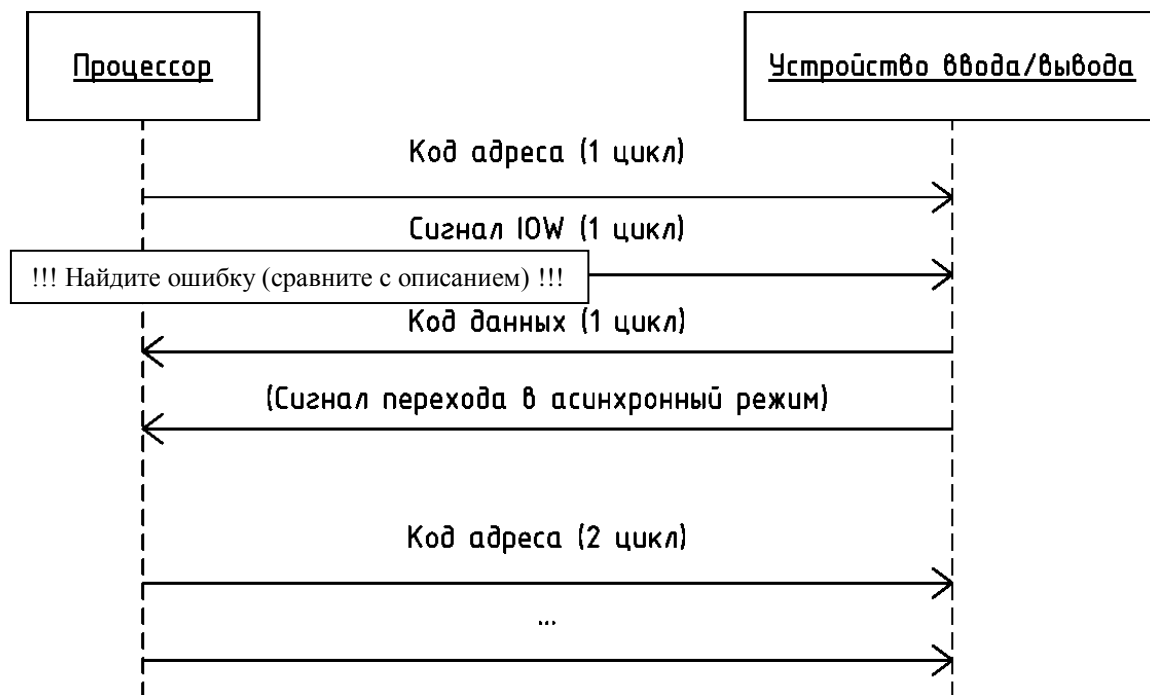 Процессор
Устройство ввода/вывода
Код адреса (1 цикл)
Сигнал IOW (1 цикл)
!!! Найдите ошибку (сравните с описанием) !!!
Код данных (1 цикл)
(Сигнал перехода в асинхронный режим)
Код адреса (2 цикл)
...